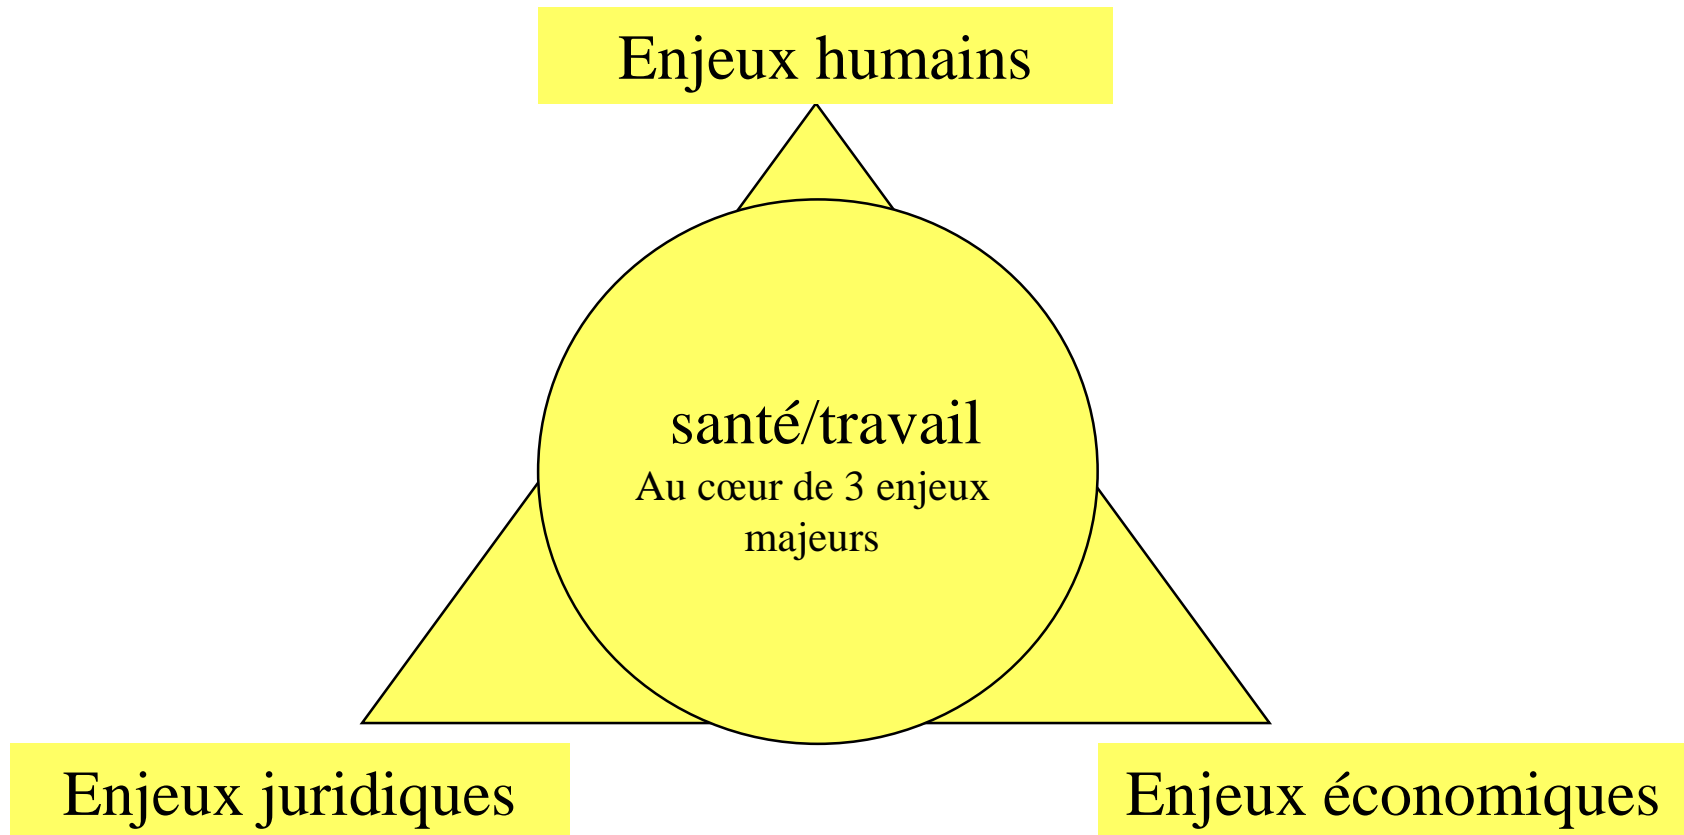 Enjeux humains
santé/travail
Au cœur de 3 enjeux
majeurs
Enjeux juridiques
Enjeux économiques